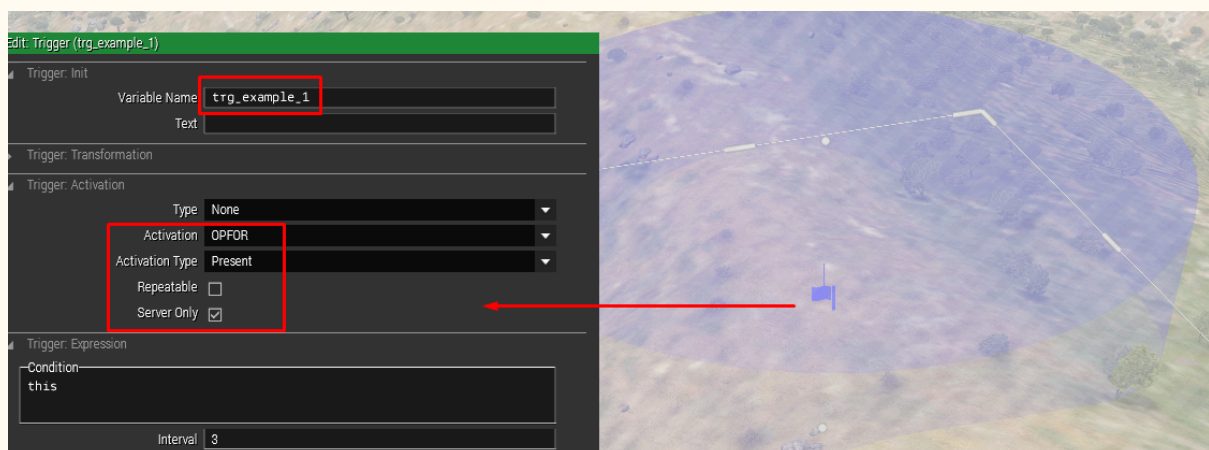 Edit: Trigger (trg_example_1)
Trigger: Init
Variable Name trg_example_1
Text
Trigger: Transformation
Trigger: Activation
Type None
Activation OPFOR
Activation Type Present
Repeatable
Server Only
Trigger: Expression
Condition
this
Interval 3